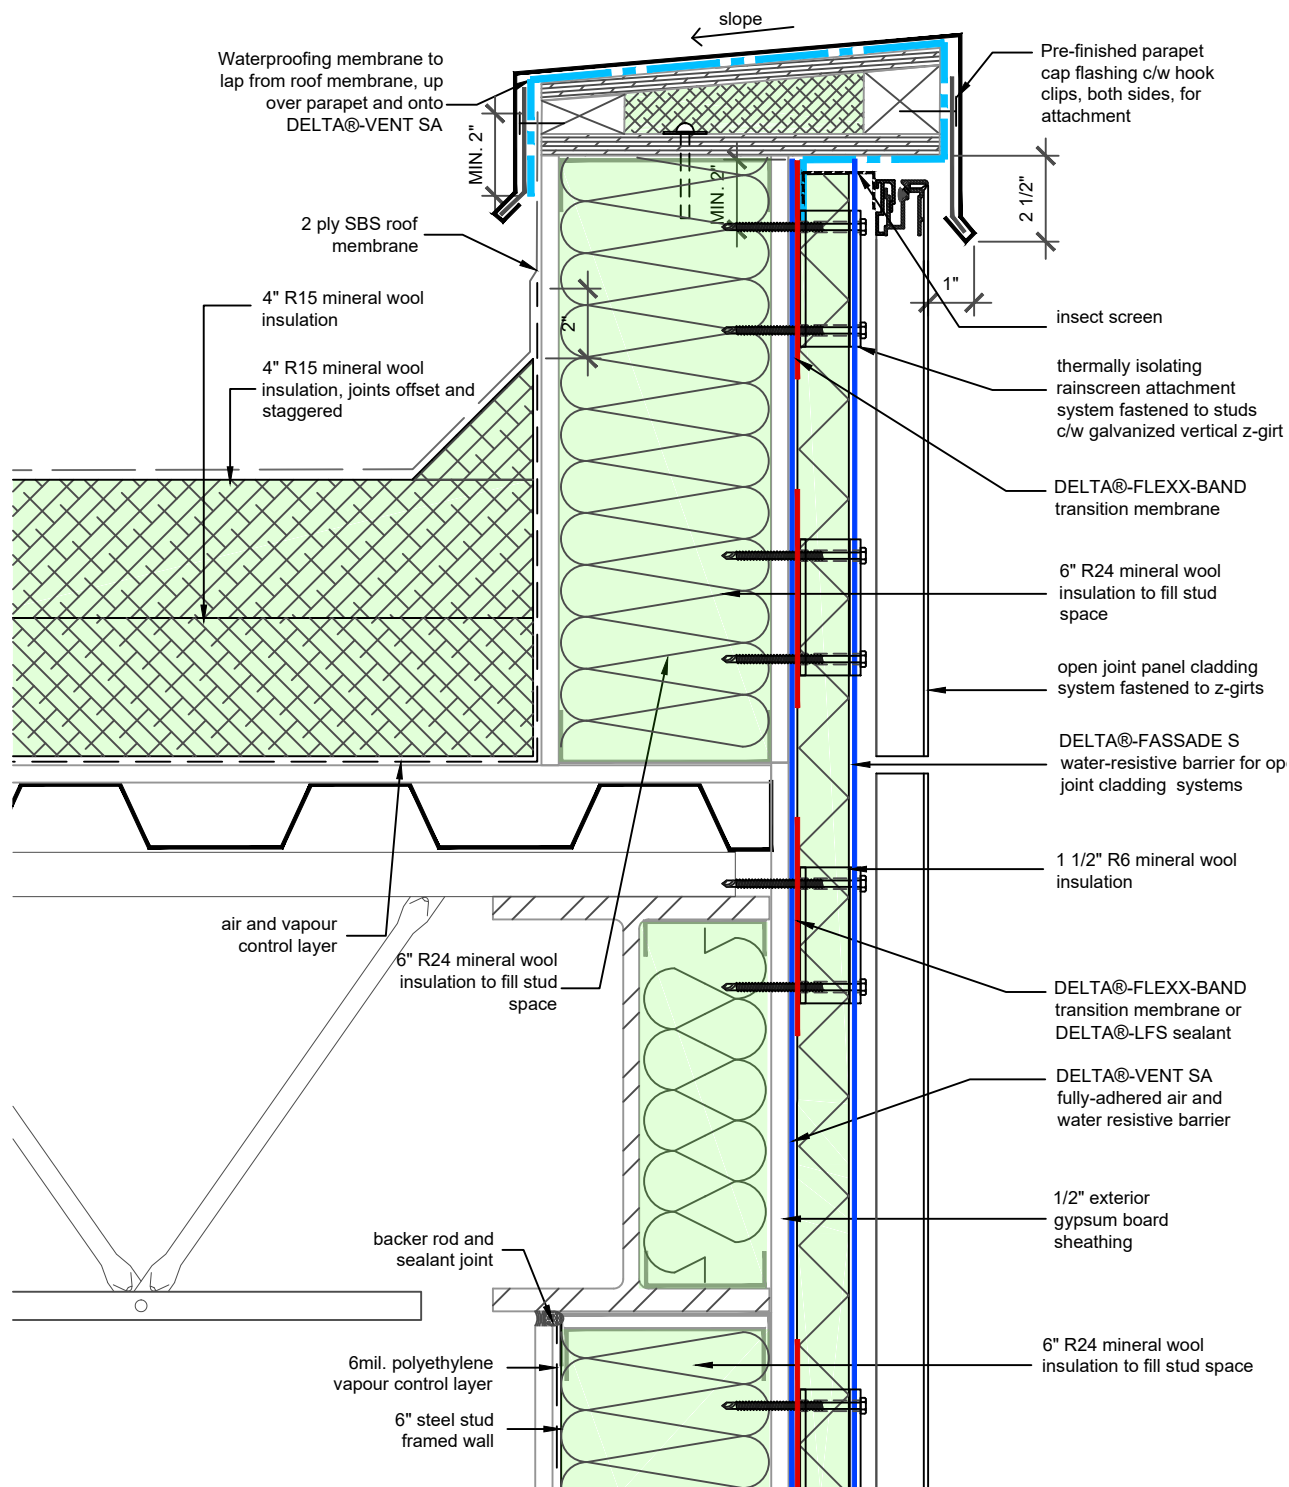 slope
Waterproofing membrane to
lap from roof membrane, up
over parapet and onto
DELTA®-VENT SA
Pre-finished parapet
cap flashing c/w hook
clips, both sides, for
attachment
MIN. 2"
MIN. 2"
2 1/2"
2 ply SBS roof
membrane
1"
4" R15 mineral wool
insulation
2"
insect screen
4" R15 mineral wool
insulation, joints offset and
staggered
thermally isolating
rainscreen attachment
system fastened to studs
c/w galvanized vertical z-girt
DELTA®-FLEXX-BAND
transition membrane
6" R24 mineral wool
insulation to fill stud
space
open joint panel cladding
system fastened to z-girts
DELTA®-FASSADE S
water-resistive barrier for op
joint cladding systems
1 1/2" R6 mineral wool
insulation
air and vapour
control layer
6" R24 mineral wool
insulation to fill stud
space
DELTA®-FLEXX-BAND
transition membrane or
DELTA®-LFS sealant
DELTA®-VENT SA
fully-adhered air and
water resistive barrier
1/2" exterior
gypsum board
sheathing
backer rod and
sealant joint
6mil. polyethylene
vapour control layer
6" R24 mineral wool
insulation to fill stud space
6" steel stud
framed wall